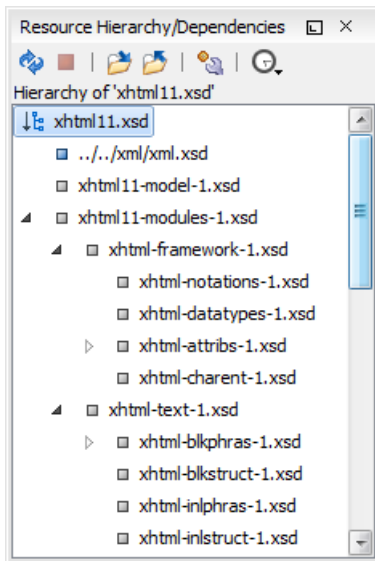 Resource Hierarchy/Dependencies
Hierarchy of 'xhtml11.xsd'
xhtml11.xsd
../../xml/xml.xsd
xhtml11-model-1.xsd
xhtml11-modules-1.xsd
xhtml-framework-1.xsd
xhtml-notations-1.xsd
xhtml-datatypes-1.xsd
xhtml-attribs-1.xsd
xhtml-charent-1.xsd
xhtml-text-1.xsd
xhtml-blkphras-1.xsd
xhtml-blkstruct-1.xsd
xhtml-inlphras-1.xsd
xhtml-inlstruct-1.xsd